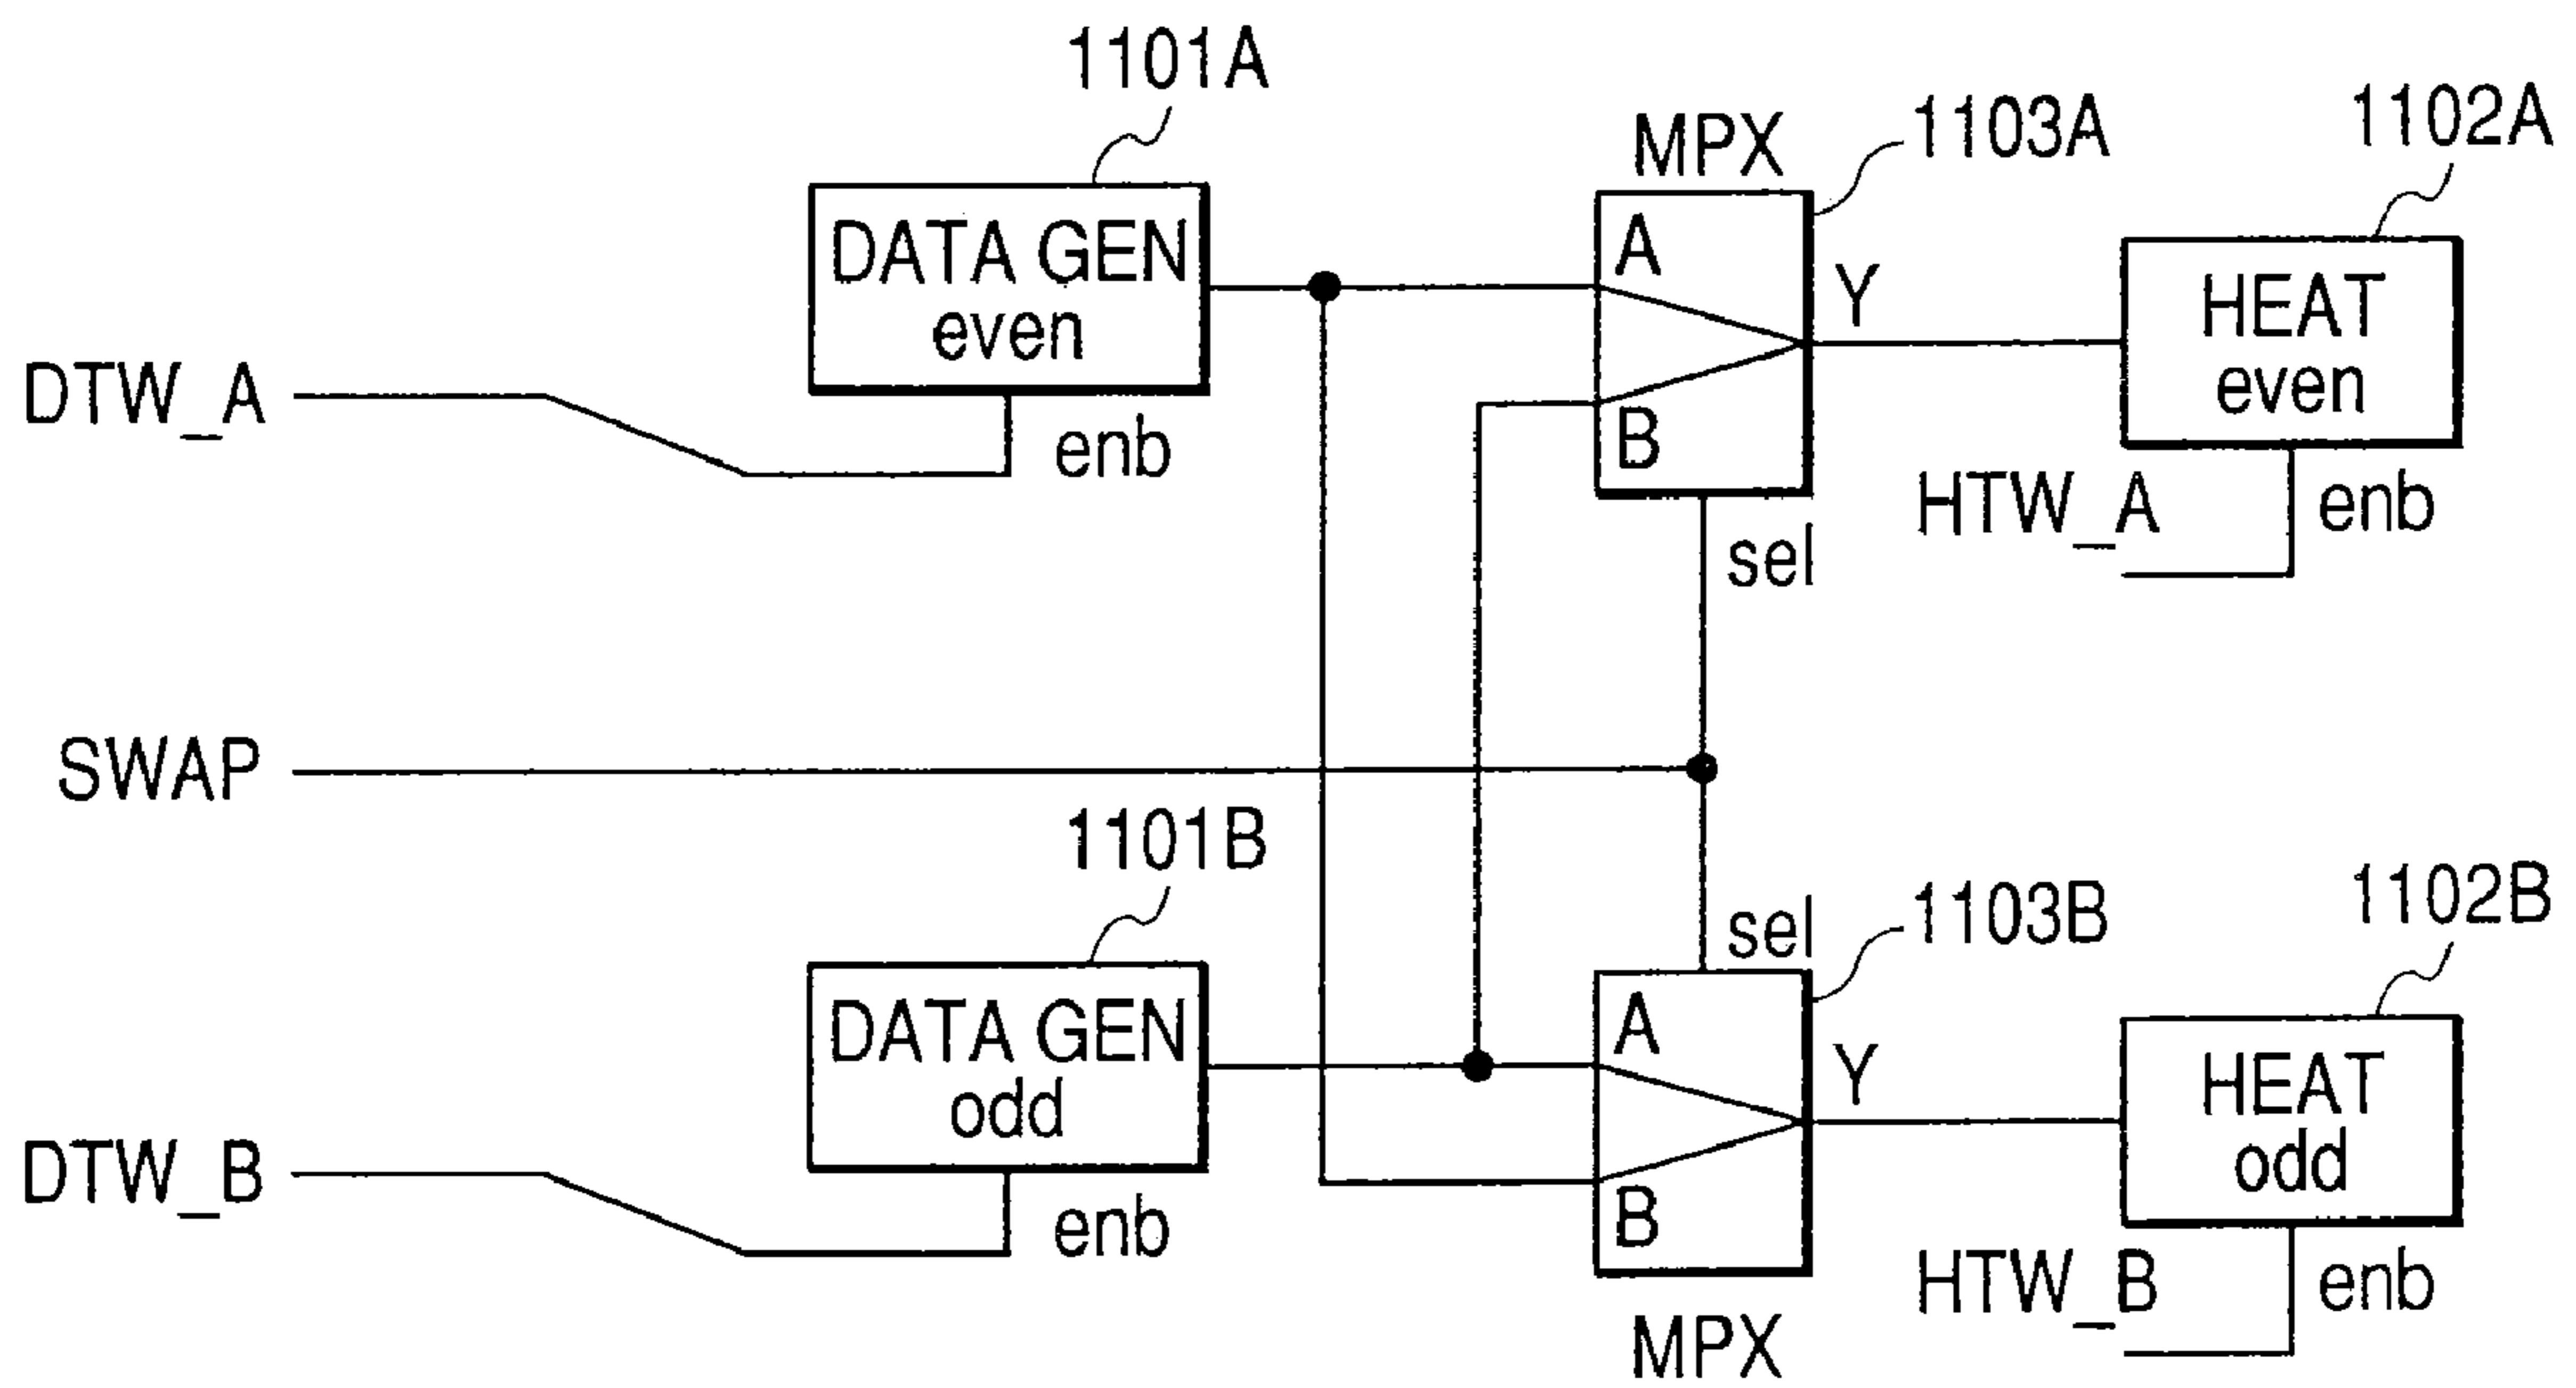 1101A
MPX
1103A
1102A
DATA GEN
even
A
Y
HEAT
even
DTW_A
enb
B
HTW_A
enb
sel
SWAP
1101B
sel
1103B
1102B
DATA GEN
odd
A
Y
HEAT
odd
DTW_B
enb
B
HTW_B
enb
MPX